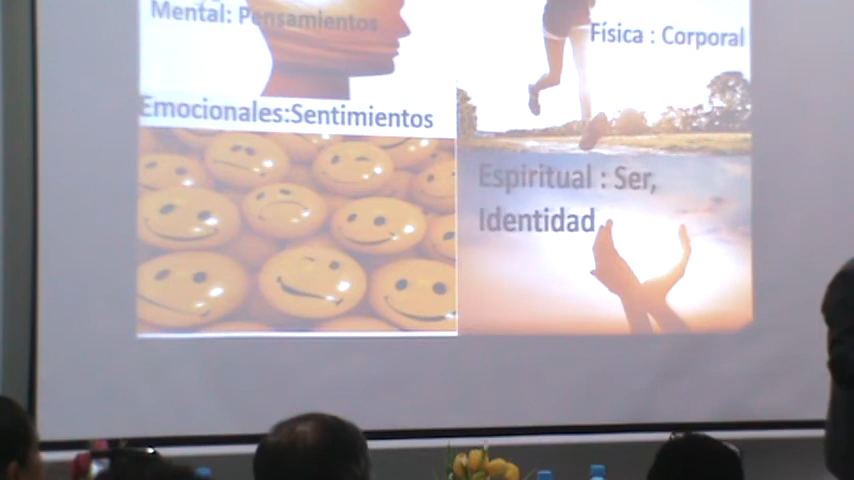 Mental: Pensamientos
Física : Corporal
Emocionales:Sentimientos
Espiritual : Ser,
Identidad